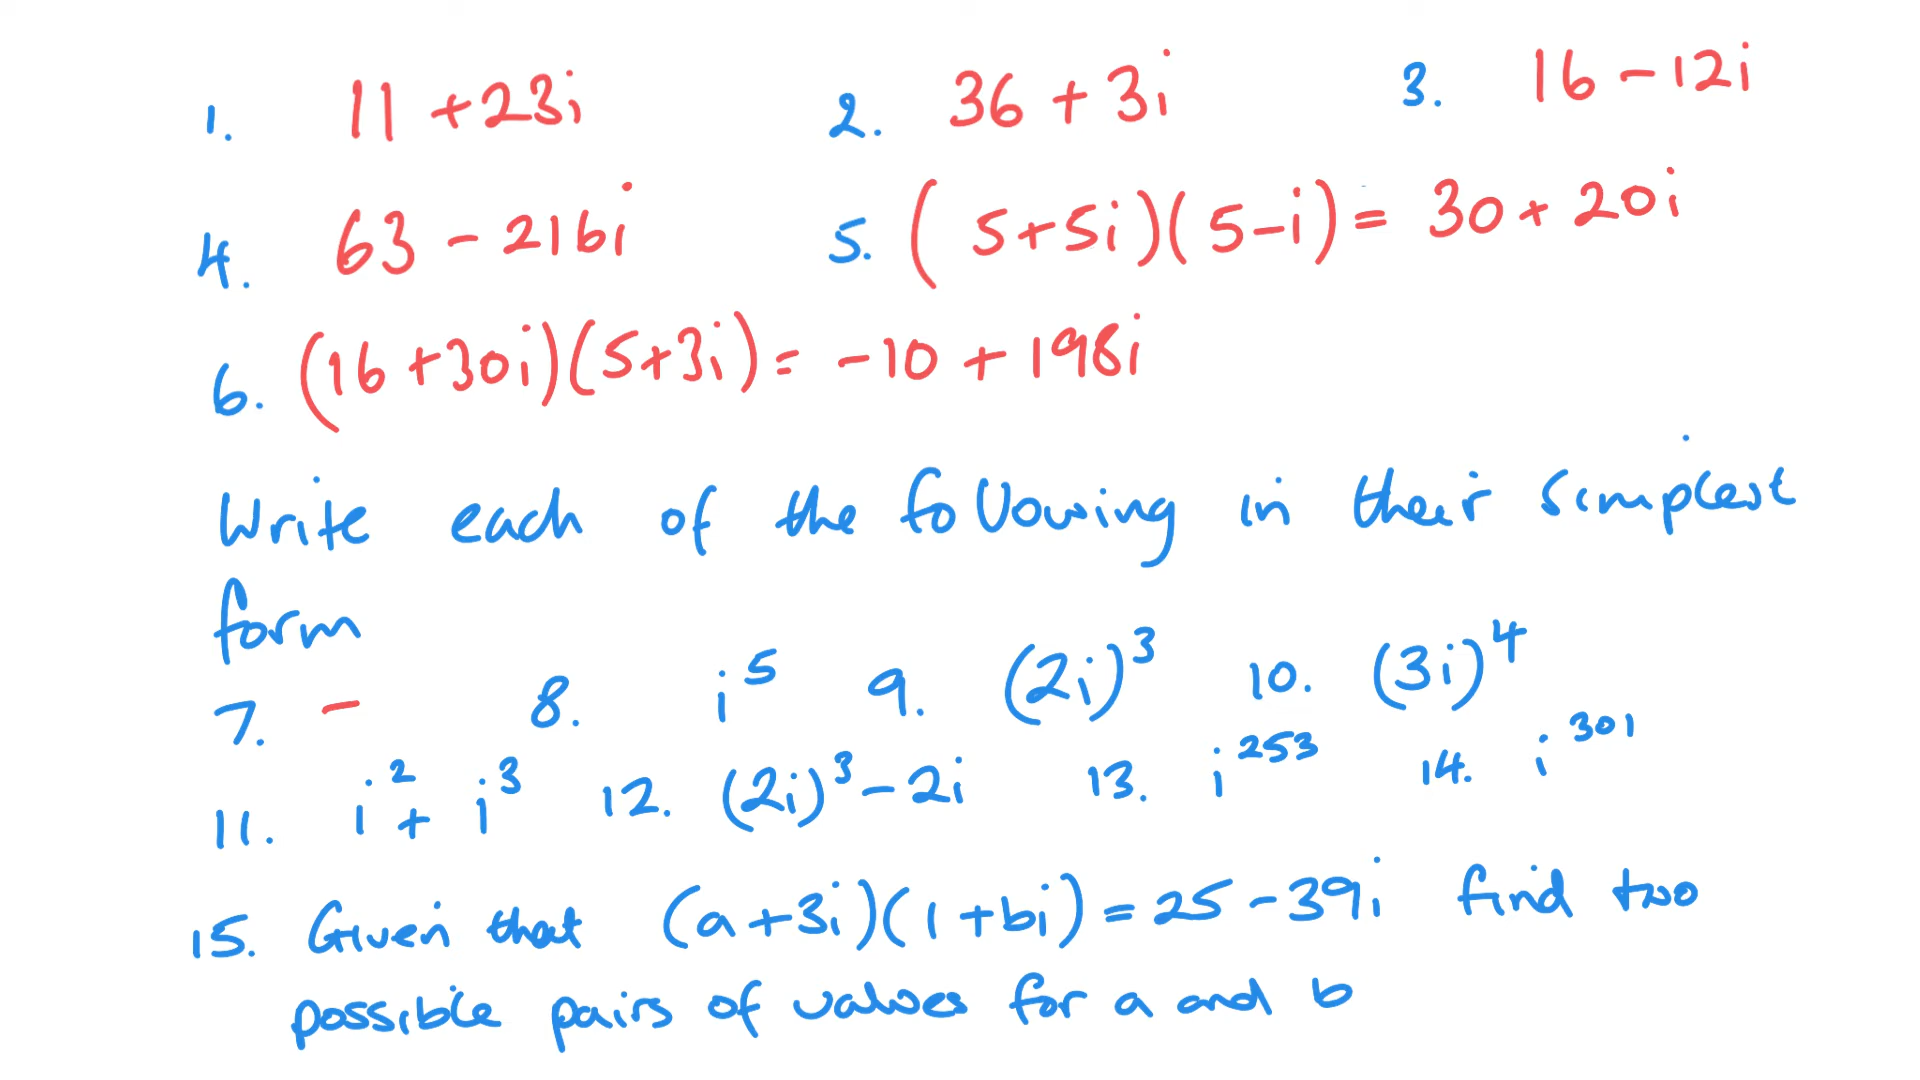 1. 11 + 23i 2. 36 + 3i 3. 16 - 12i
4. 63 - 216i 5. (5+5i)(5-i) = 30 + 20i
6. (16 + 30i)(5+3i) = -10 + 198i
Write each of the following in their simplest
form
7. - 8. i^5 9. (2i)^3 10. (3i)^4
11. i^2 + i^3 12. (2i)^3 - 2i 13. i^253 14. i^301
15. Given that (a+3i)(1+bi) = 25-39i find two
possible pairs of values for a and b